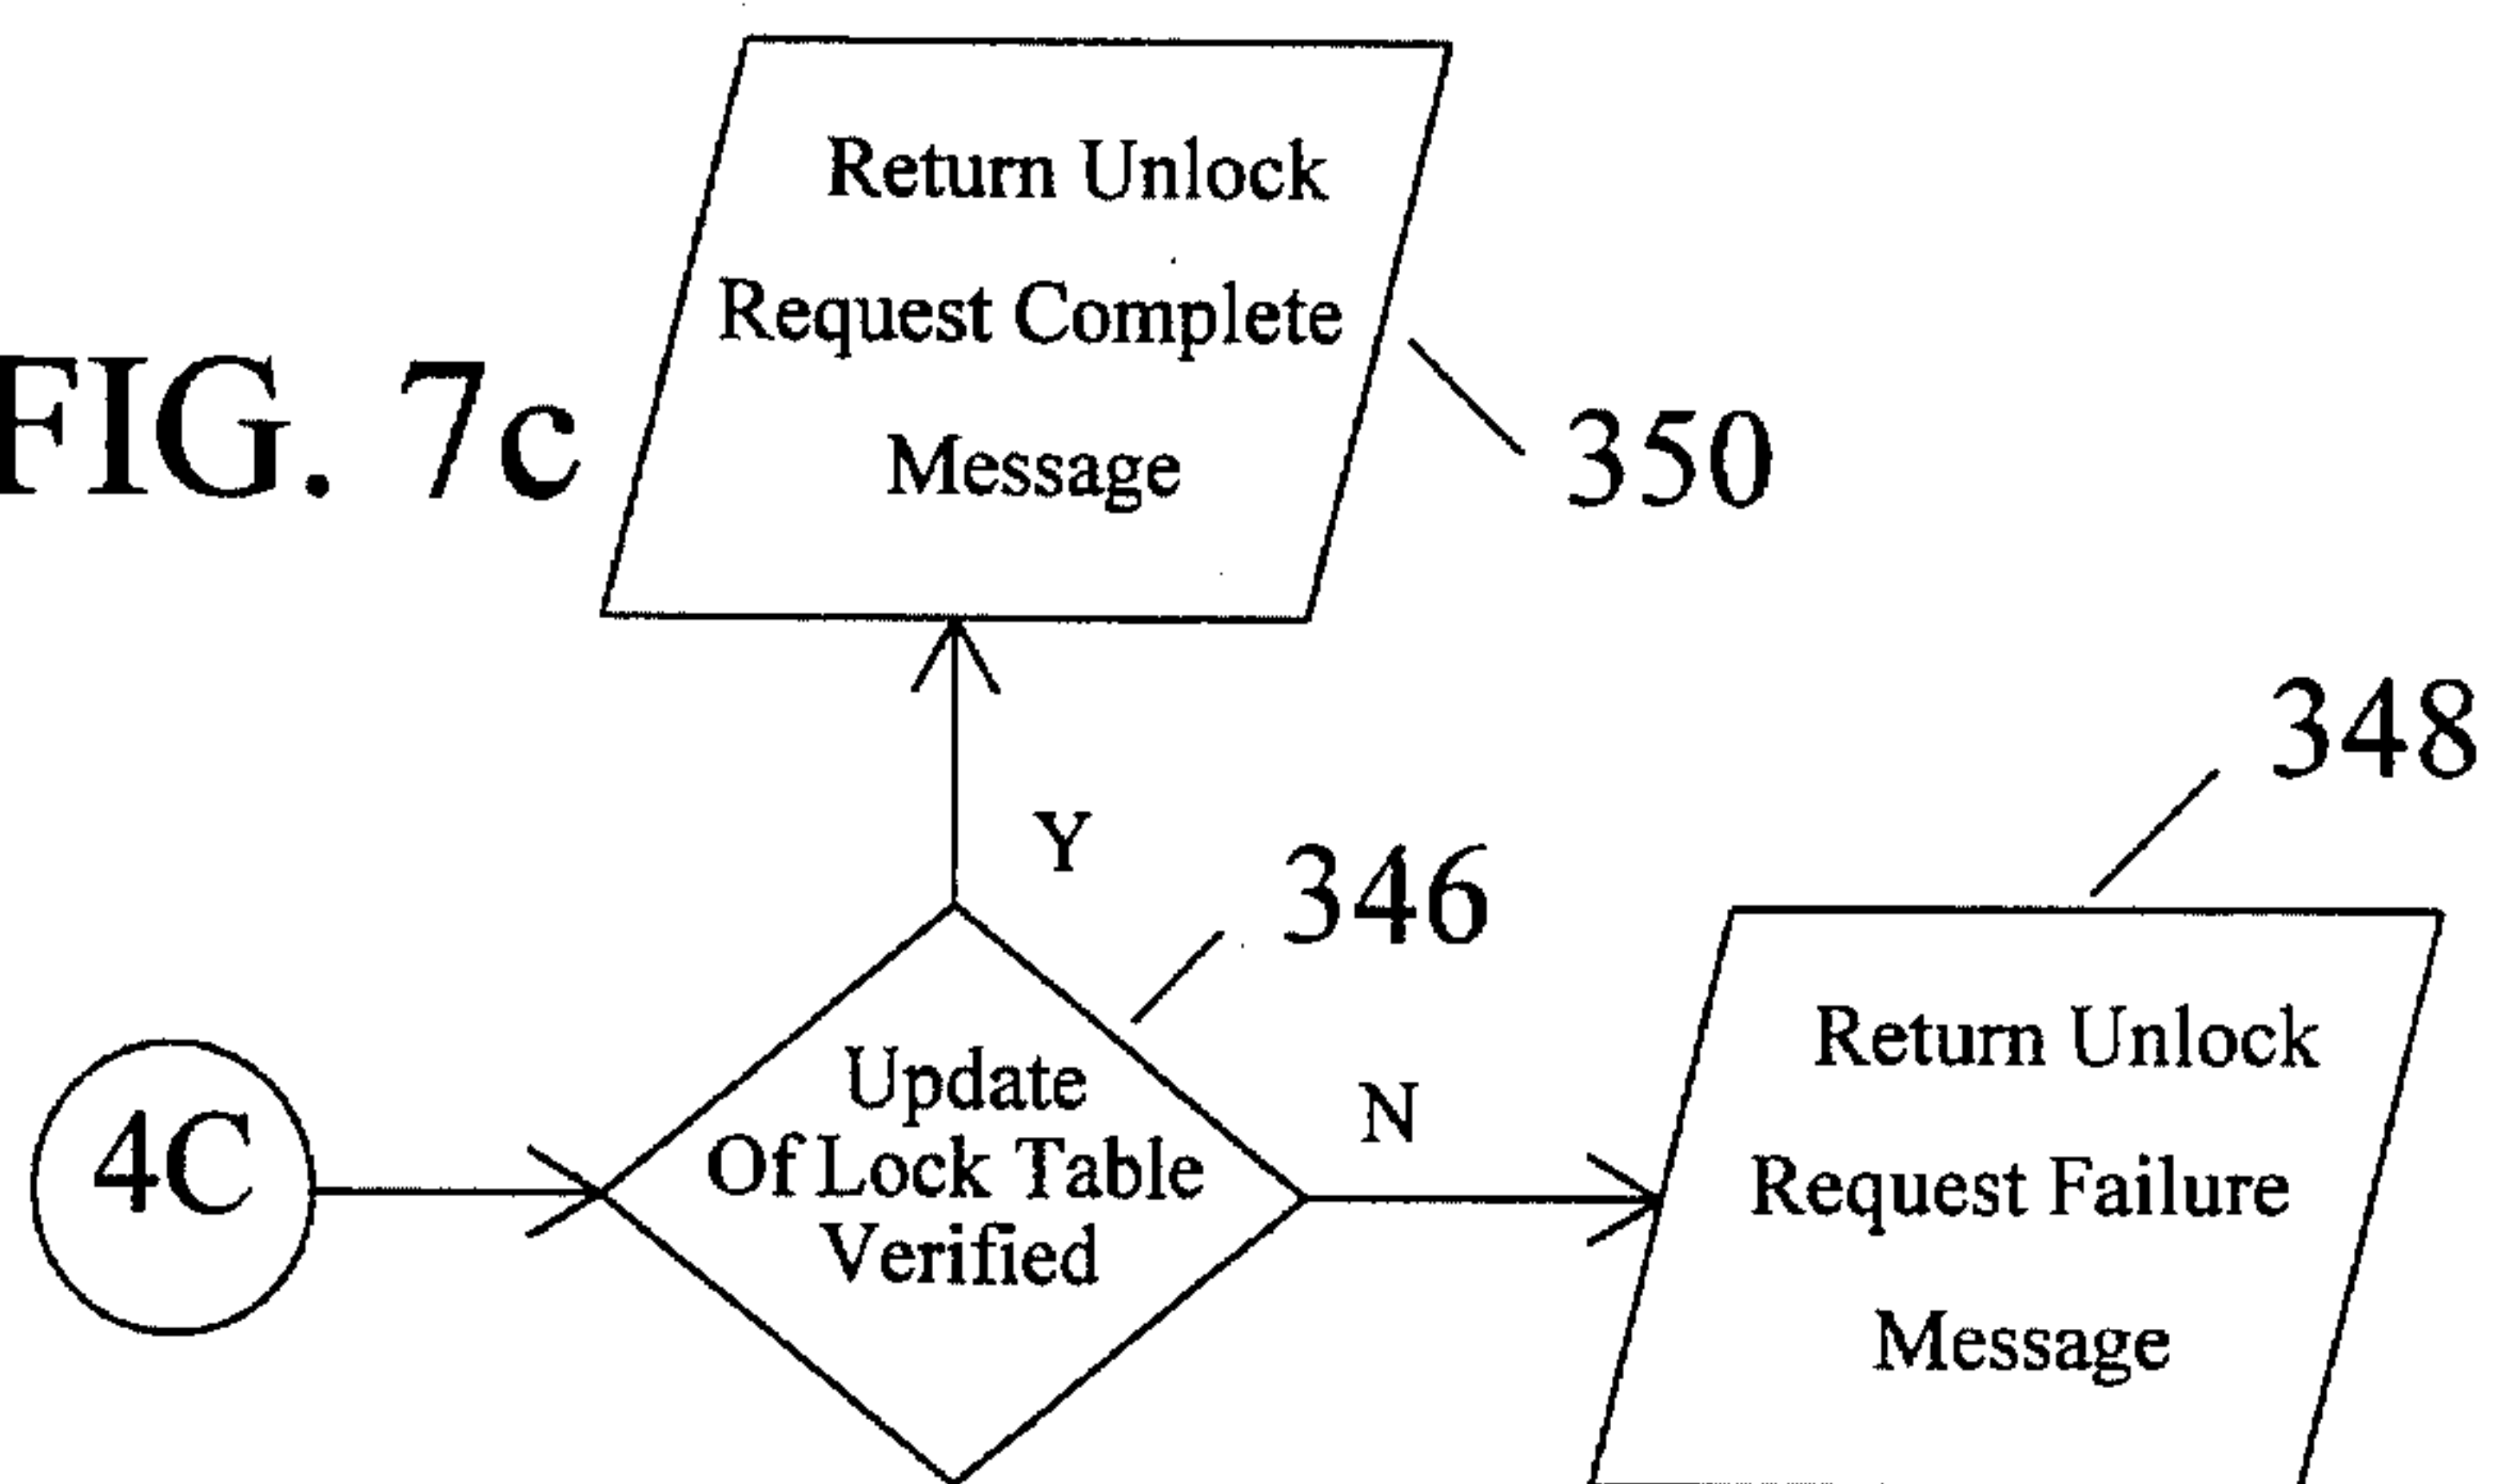 Return Unlock
Request Complete
Message
FIG. 7c
350
348
Y
346
Update
Of Lock Table
Verified
4C
N
Return Unlock
Request Failure
Message